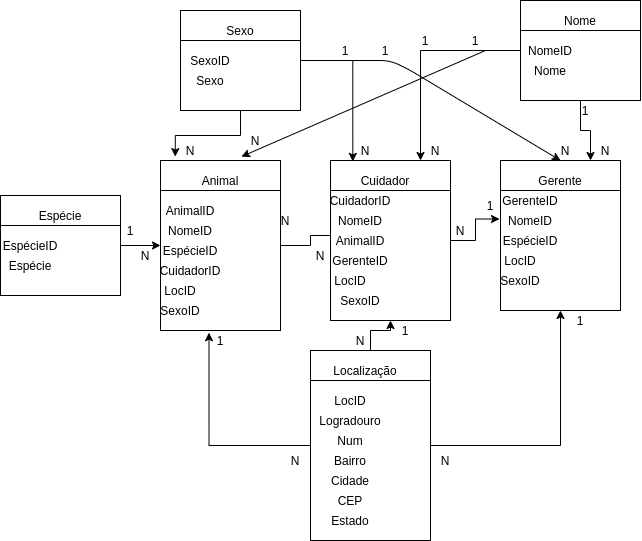 Sexo
SexoID
Sexo
Nome
NomeID
Nome
1
1
1
1
1
N
N
N
N
N
N
Espécie
EspécieID
Espécie
1
N
Animal
AnimalID
NomeID
EspécieID
CuidadorID
LocID
SexoID
N
N
Cuidador
CuidadorID
NomeID
AnimalID
GerenteID
LocID
SexoID
N
1
Gerente
GerenteID
NomeID
EspécieID
LocID
SexoID
1
N
1
1
Localização
LocID
Logradouro
Num
Bairro
Cidade
CEP
Estado
N
N